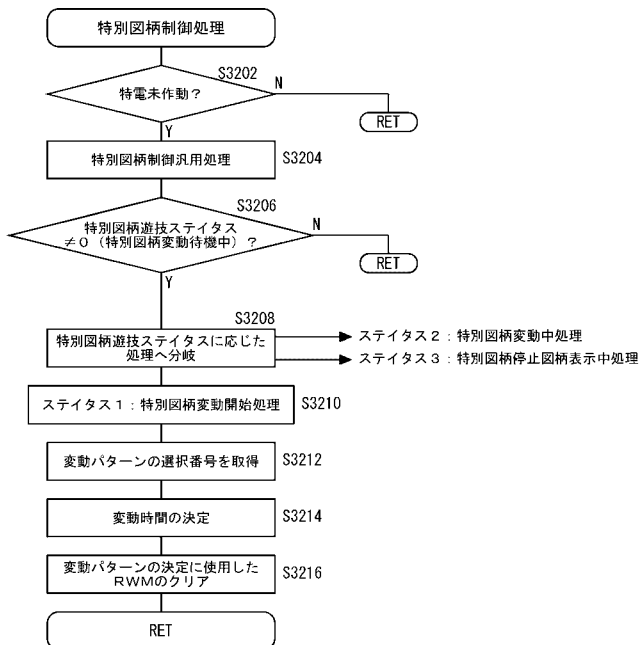 特別図柄制御処理
S3202
特電未作動？
N
RET
Y
特別図柄制御汎用処理
S3204
S3206
特別図柄遊技ステイタス
≠０（特別図柄変動待機中）？
N
RET
Y
S3208
特別図柄遊技ステイタスに応じた
処理へ分岐
ステイタス２：特別図柄変動中処理
ステイタス３：特別図柄停止図柄表示中処理
ステイタス１：特別図柄変動開始処理
S3210
変動パターンの選択番号を取得
S3212
変動時間の決定
S3214
変動パターンの決定に使用した
ＲＷＭのクリア
S3216
RET